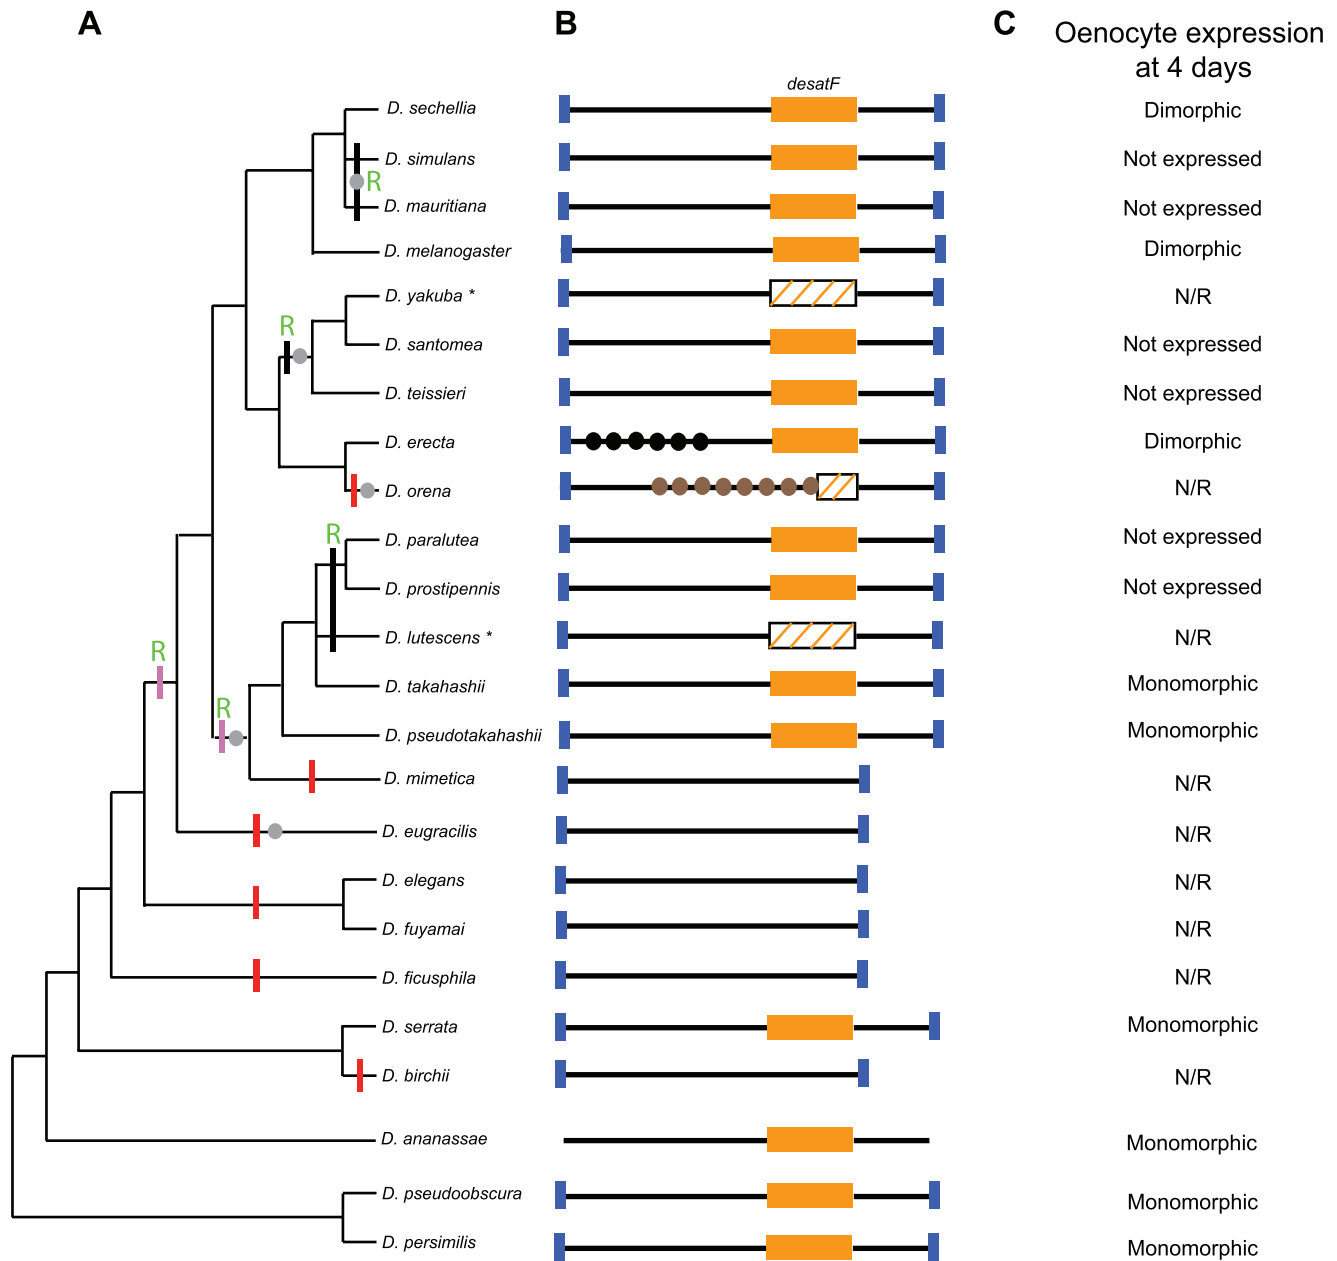 A
B
C
Oenocyte expression
at 4 days
desatF
D. sechellia
Dimorphic
D. simulans
Not expressed
R
D. mauritiana
Not expressed
D. melanogaster
Dimorphic
D. yakuba *
N/R
R
D. santomea
Not expressed
D. teissieri
Not expressed
D. erecta
Dimorphic
D. orena
N/R
R
D. paralutea
Not expressed
D. prostipennis
Not expressed
D. lutescens *
N/R
R
D. takahashii
Monomorphic
R
D. pseudotakahashii
Monomorphic
D. mimetica
N/R
D. eugracilis
N/R
D. elegans
N/R
D. fuyamai
N/R
D. ficusphila
N/R
D. serrata
Monomorphic
D. birchii
N/R
D. ananassae
Monomorphic
D. pseudoobscura
Monomorphic
D. persimilis
Monomorphic